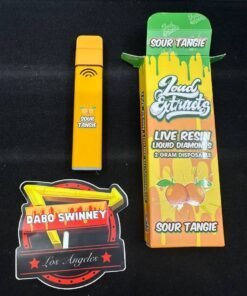 SOUR TANGIE
Loud
Extracts
LIVE RESIN
LIQUID DIAMONDS
2 GRAM DISPOSABLE
SOUR TANGIE
SOUR
TANGIE
DABO SWINNEY
Los Angeles